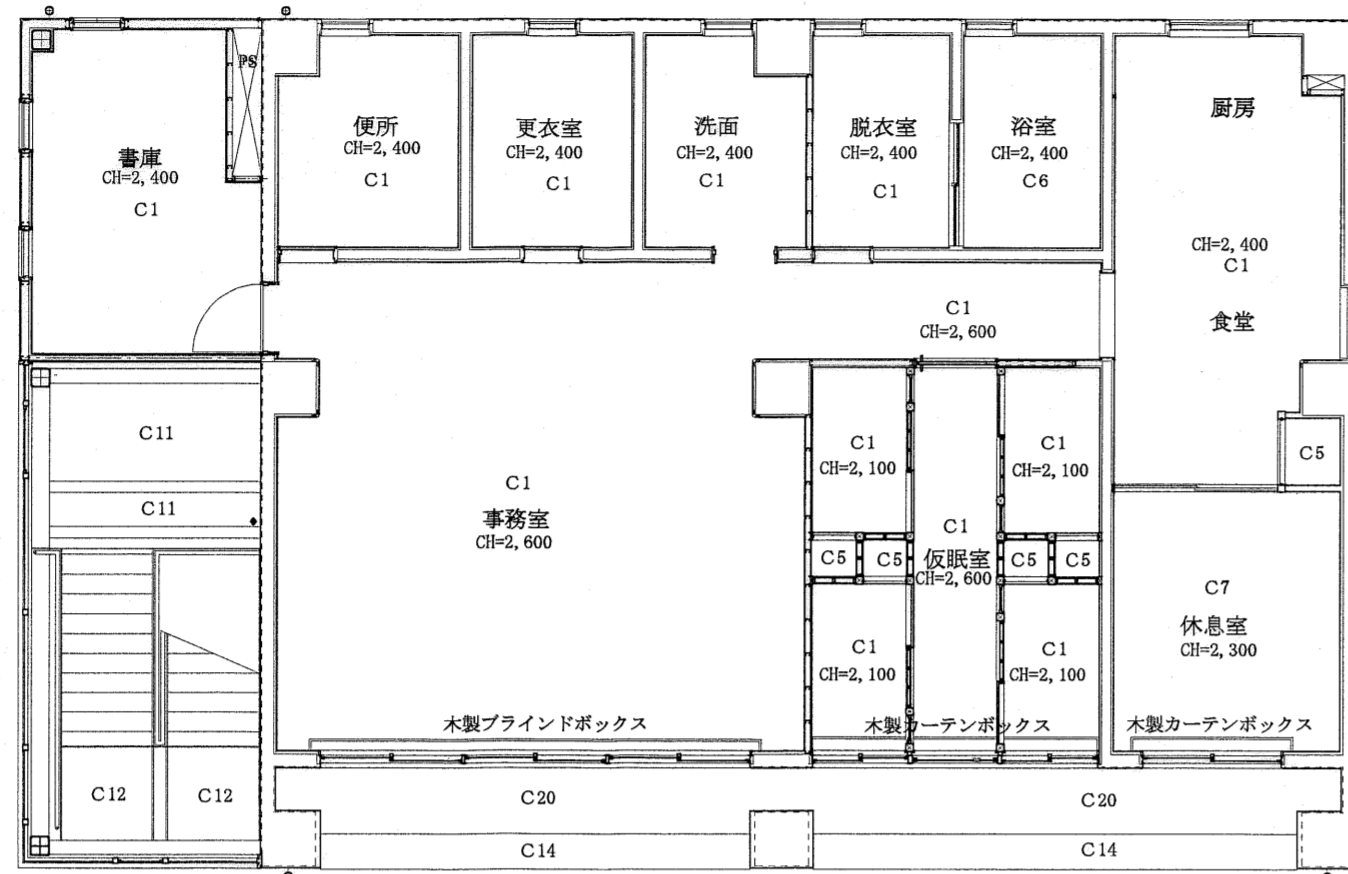 PS
書庫
CH=2,400
C1
便所
CH=2,400
C1
更衣室
CH=2,400
C1
洗面
CH=2,400
C1
脱衣室
CH=2,400
C1
浴室
CH=2,400
C6
厨房
CH=2,400
C1
食堂
C1
CH=2,600
C11
C11
C1
事務室
CH=2,600
C1
CH=2,100
C1
CH=2,100
C5
C5
C5
C1
仮眠室
CH=2,600
C5
C5
C1
CH=2,100
C1
CH=2,100
C7
休息室
CH=2,300
木製ブラインドボックス
木製カーテンボックス
木製カーテンボックス
C12
C12
C20
C20
C14
C14